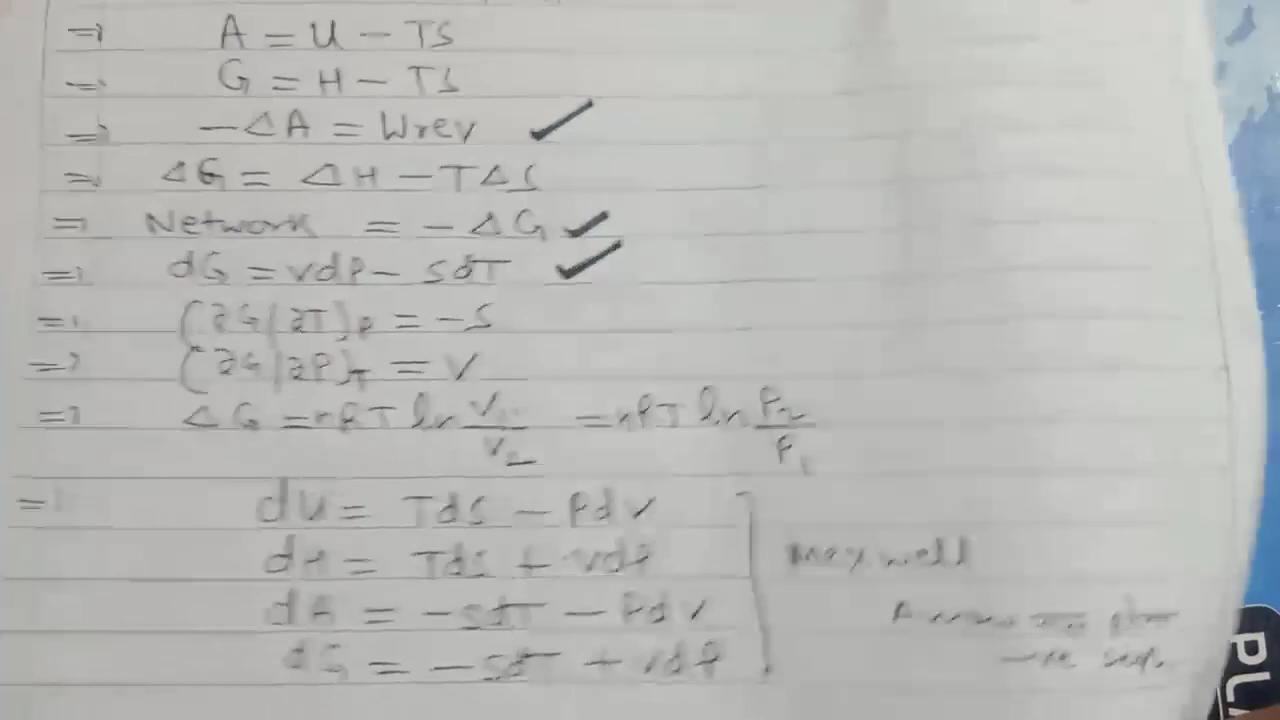 ⇒ A = U - TS
⇒ G = H - TS
⇒ -ΔA = Wrev ✓
⇒ ΔG = ΔH - TΔS
⇒ Network = -ΔG ✓
⇒ dG = vdP - SdT ✓
⇒ (∂G/∂T)P = -S
⇒ (∂G/∂P)T = V
⇒ ΔG = nRT ln V1/V2 = nRT ln P2/P1
⇒ dU = TdS - PdV
dH = TdS + VdP
dA = -SdT - PdV
dG = -SdT + VdP
Maxwell
PL